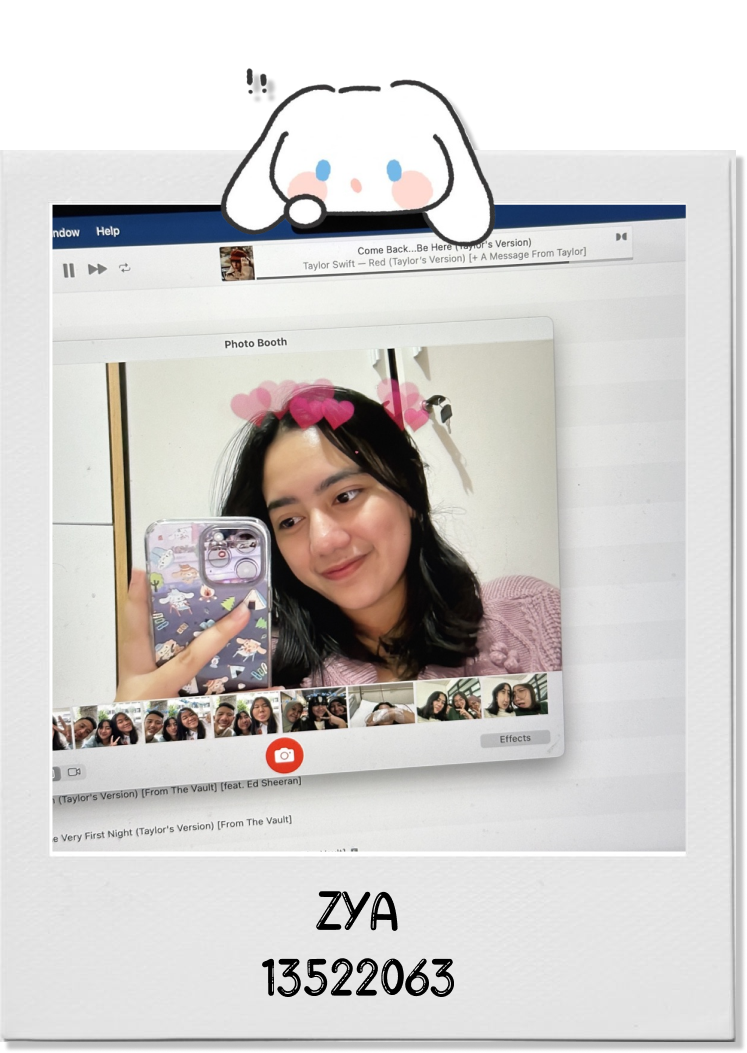 !!
ndow Help
Come Back...Be Here (Taylor's Version)
Taylor Swift — Red (Taylor's Version) [+ A Message From Taylor]
Photo Booth
Effects
(Taylor's Version) [From The Vault] [feat. Ed Sheeran]
e Very First Night (Taylor's Version) [From The Vault]
ZYA
13522063